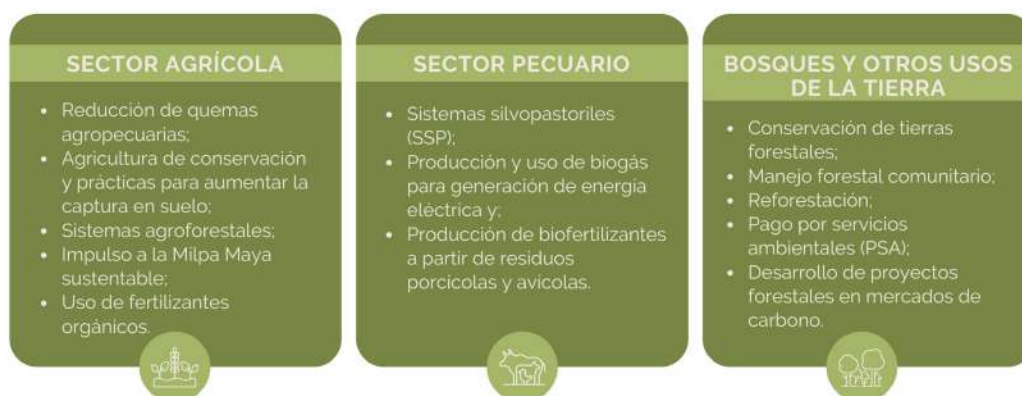 SECTOR AGRÍCOLA
• Reducción de quemas
agropecuarias;
• Agricultura de conservación
y prácticas para aumentar la
captura en suelo;
• Sistemas agroforestales;
• Impulso a la Milpa Maya
sustentable;
• Uso de fertilizantes
orgánicos.
SECTOR PECUARIO
• Sistemas silvopastoriles
(SSP);
• Producción y uso de biogás
para generación de energía
eléctrica y;
• Producción de biofertilizantes
a partir de residuos
porcícolas y avícolas.
BOSQUES Y OTROS USOS
DE LA TIERRA
• Conservación de tierras
forestales;
• Manejo forestal comunitario;
• Reforestación;
• Pago por servicios
ambientales (PSA);
• Desarrollo de proyectos
forestales en mercados de
carbono.